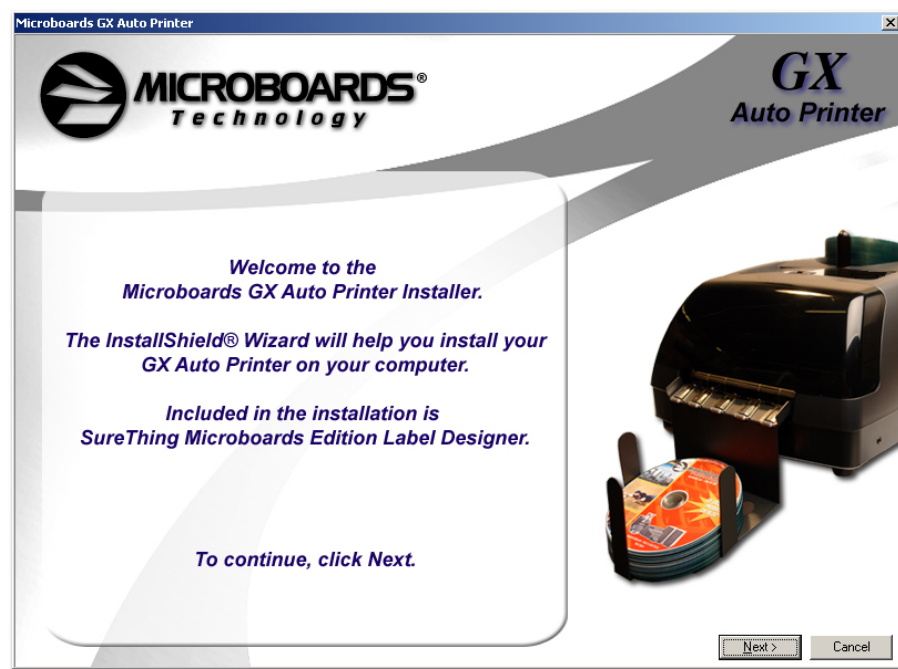 Microboards GX Auto Printer
MICROBOARDS®
Technology
GX
Auto Printer
Welcome to the
Microboards GX Auto Printer Installer.
The InstallShield® Wizard will help you install your
GX Auto Printer on your computer.
Included in the installation is
SureThing Microboards Edition Label Designer.
To continue, click Next.
Next >
Cancel